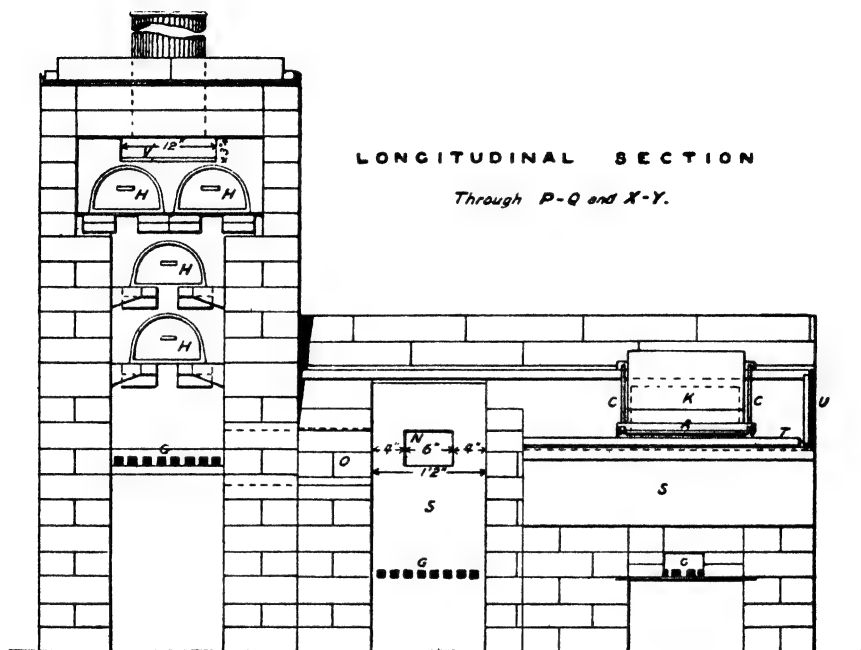 LONGITUDINAL SECTION
Through P-Q and X-Y.
12"
3"
V
H H
H
H
G
K
C C U
A
T
N
4" 6" 4"
1'2"
O
S
S
G
G